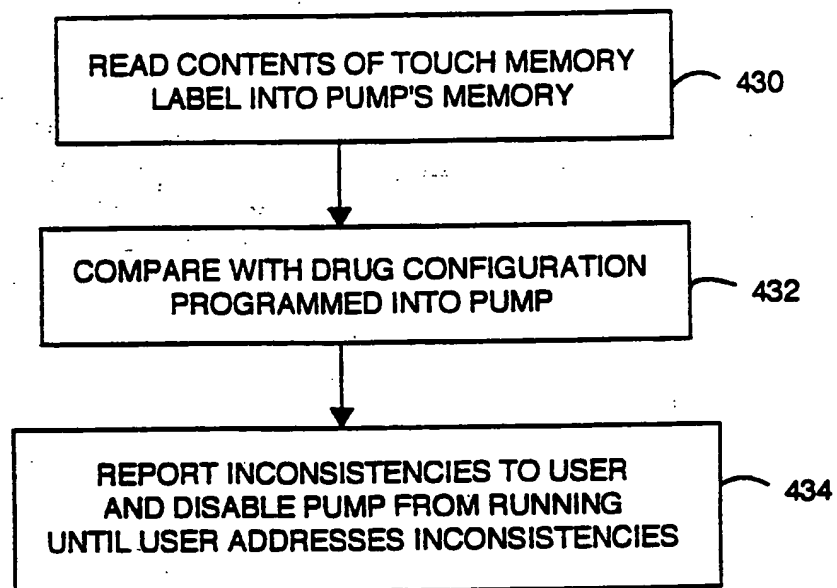 READ CONTENTS OF TOUCH MEMORY
LABEL INTO PUMP'S MEMORY
430
COMPARE WITH DRUG CONFIGURATION
PROGRAMMED INTO PUMP
432
REPORT INCONSISTENCIES TO USER
AND DISABLE PUMP FROM RUNNING
UNTIL USER ADDRESSES INCONSISTENCIES
434